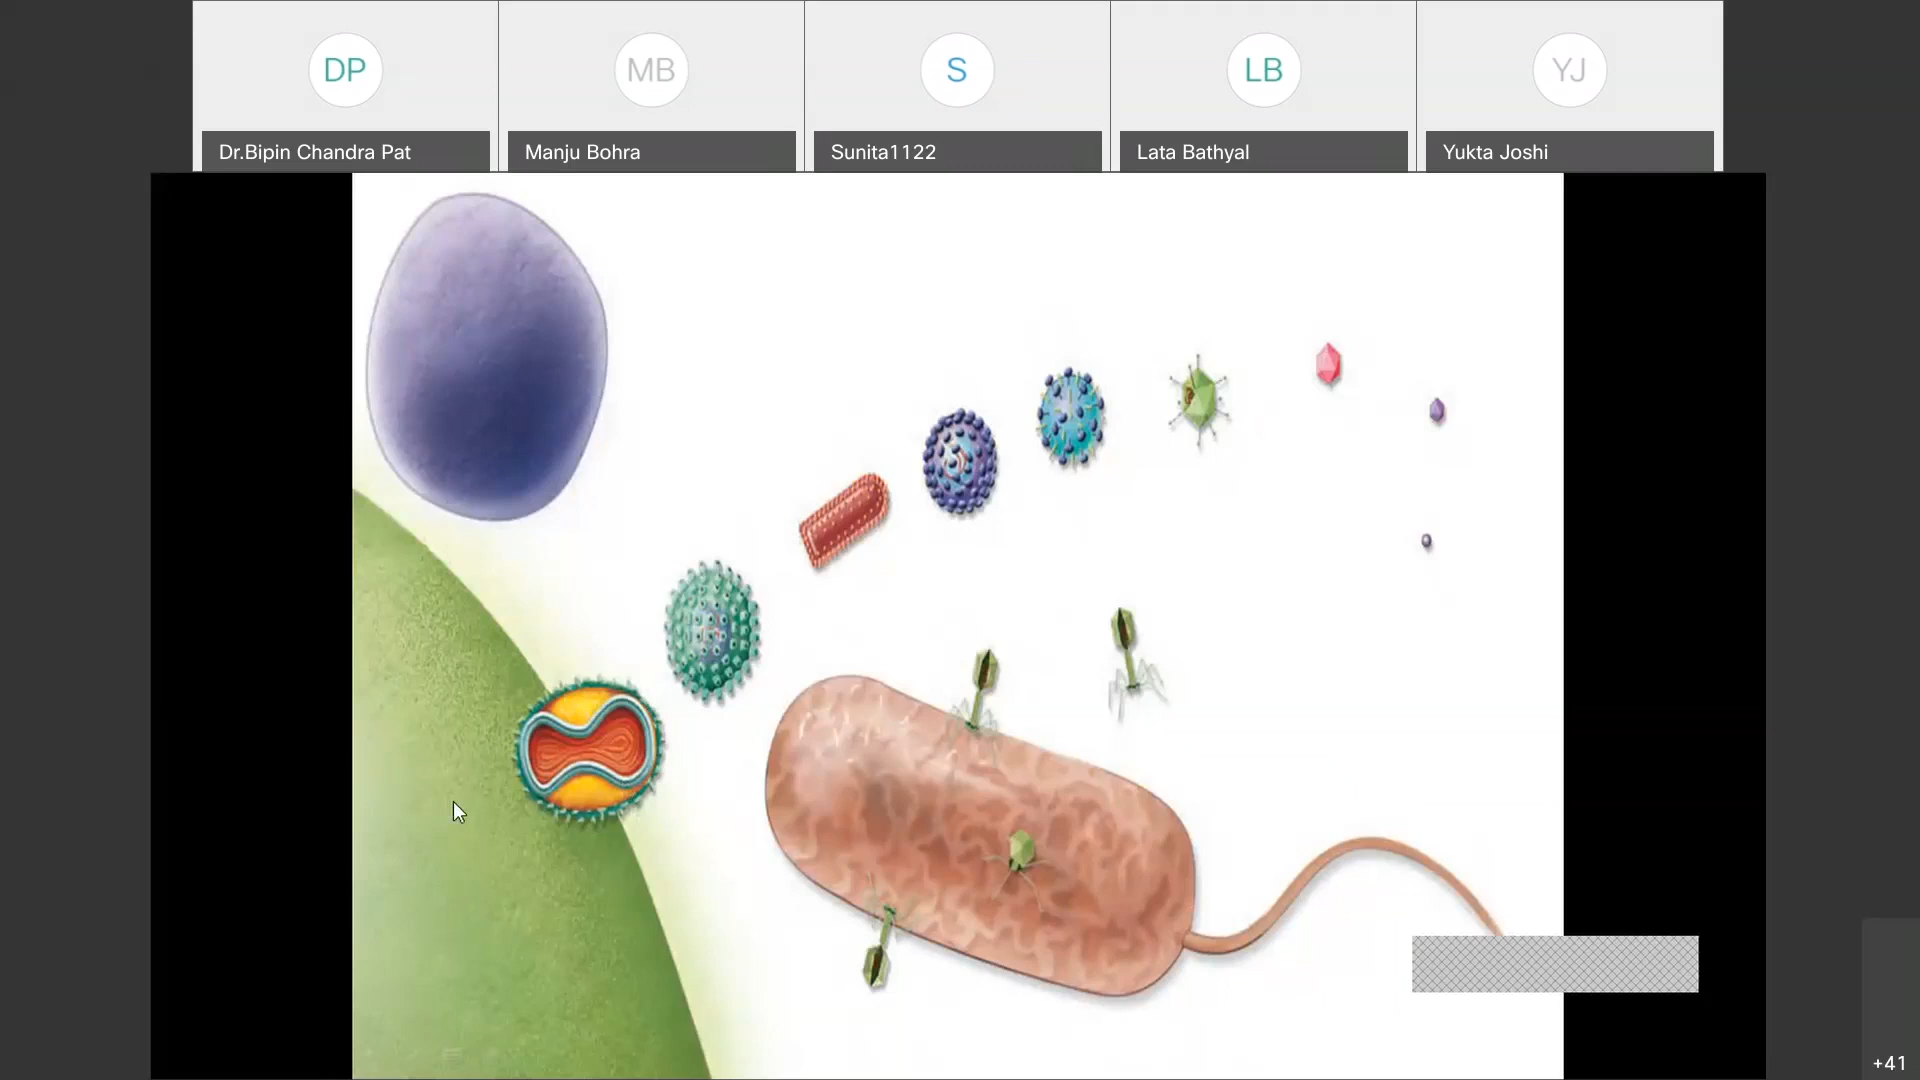 DP
MB
S
LB
YJ
Dr.Bipin Chandra Pat
Manju Bohra
Sunita1122
Lata Bathyal
Yukta Joshi
+41